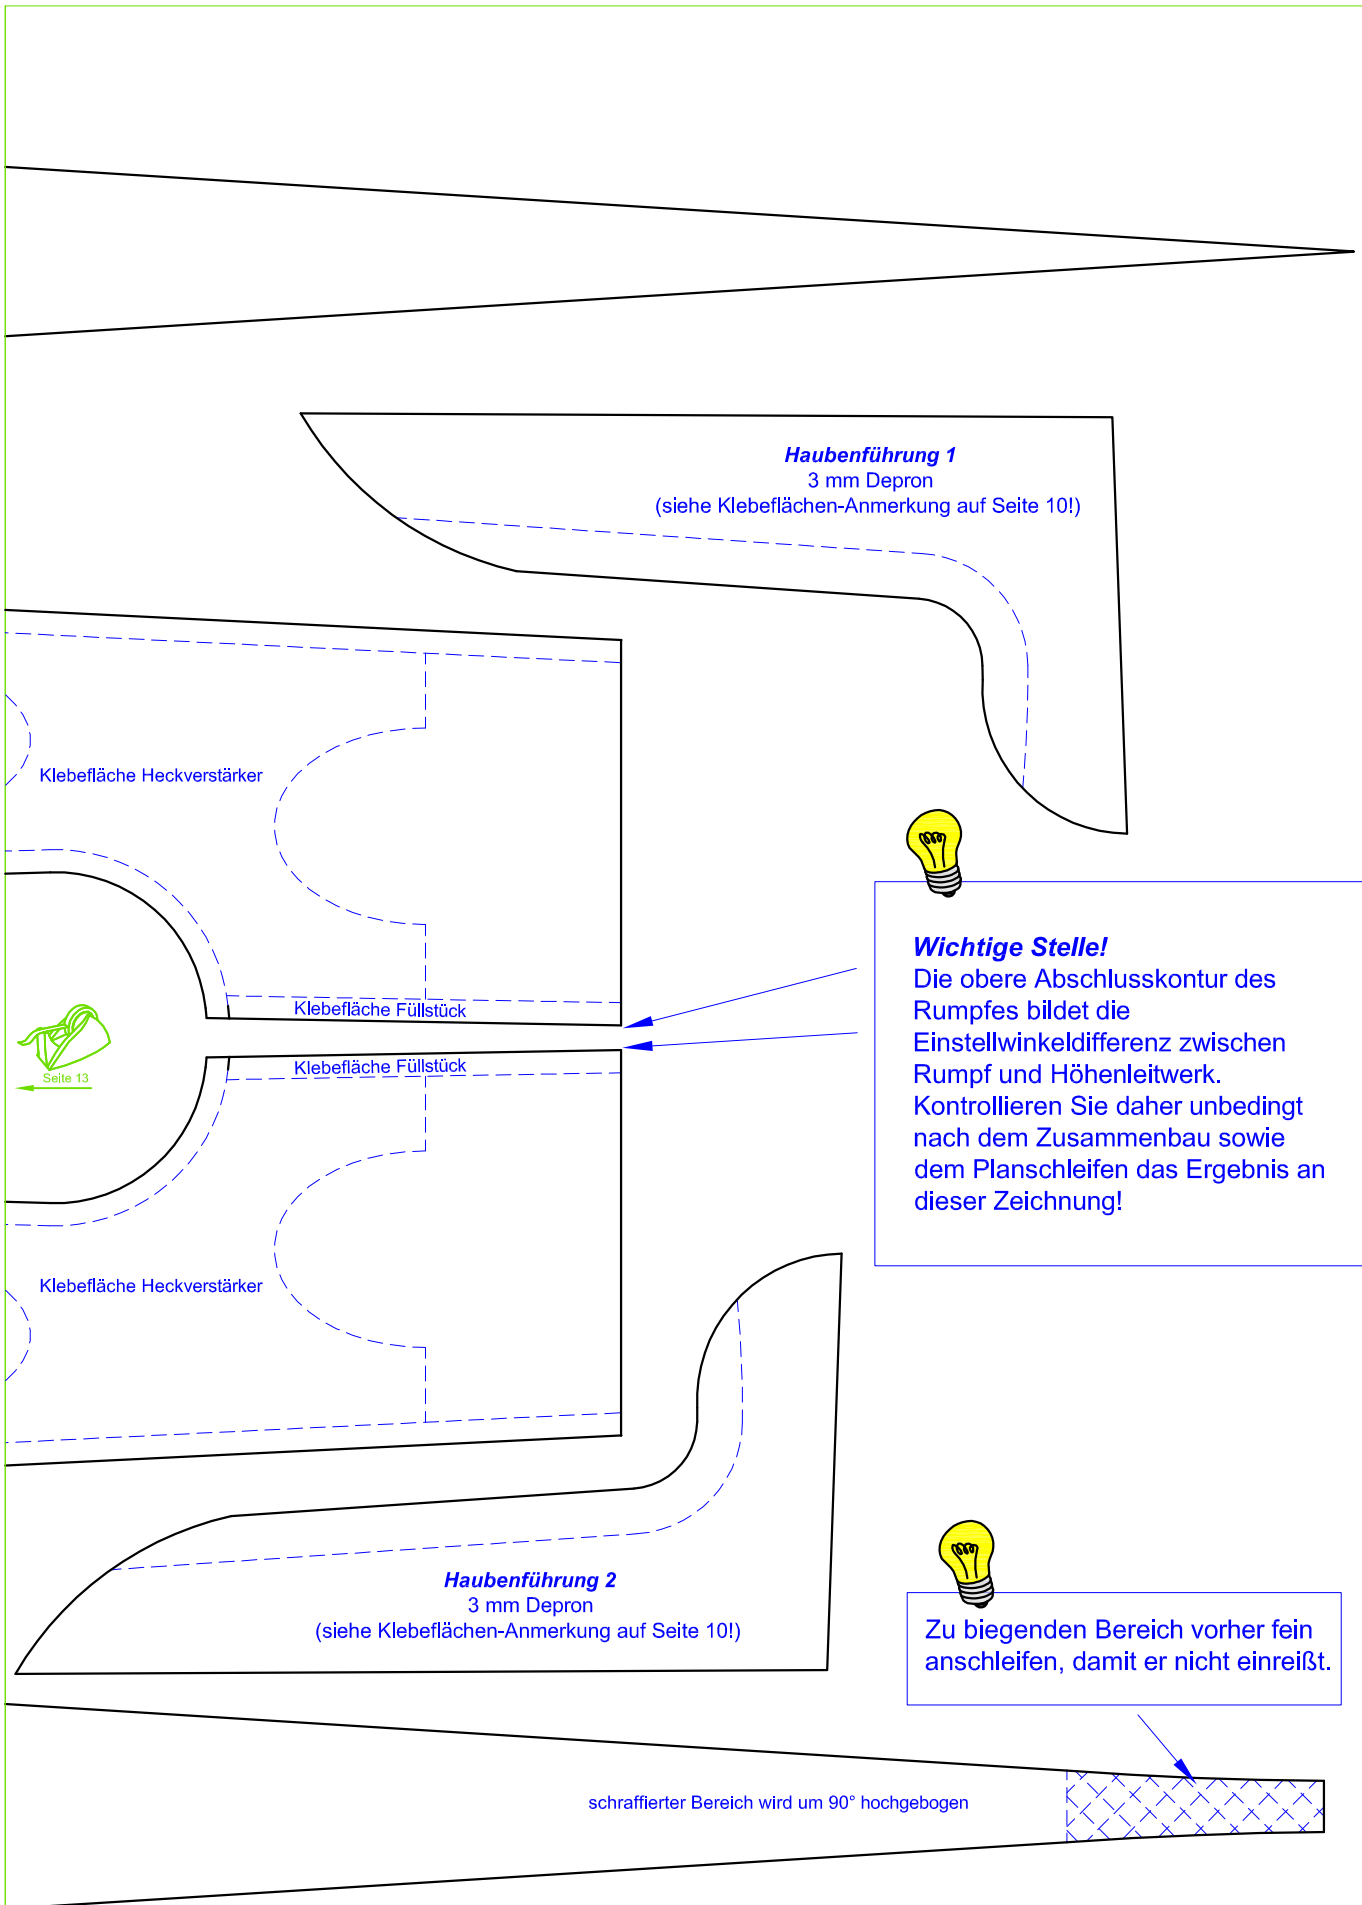 Haubenführung 1
3 mm Depron
(siehe Klebeflächen-Anmerkung auf Seite 10!)
Klebefläche Heckverstärker
Klebefläche Füllstück
Wichtige Stelle!
Die obere Abschlusskontur des
Rumpfes bildet die
Einstellwinkeldifferenz zwischen
Rumpf und Höhenleitwerk.
Kontrollieren Sie daher unbedingt
nach dem Zusammenbau sowie
dem Planschleifen das Ergebnis an
dieser Zeichnung!
Seite 13
Klebefläche Füllstück
Klebefläche Heckverstärker
Haubenführung 2
3 mm Depron
(siehe Klebeflächen-Anmerkung auf Seite 10!)
Zu biegenden Bereich vorher fein
anschleifen, damit er nicht einreißt.
schraffierter Bereich wird um 90° hochgebogen